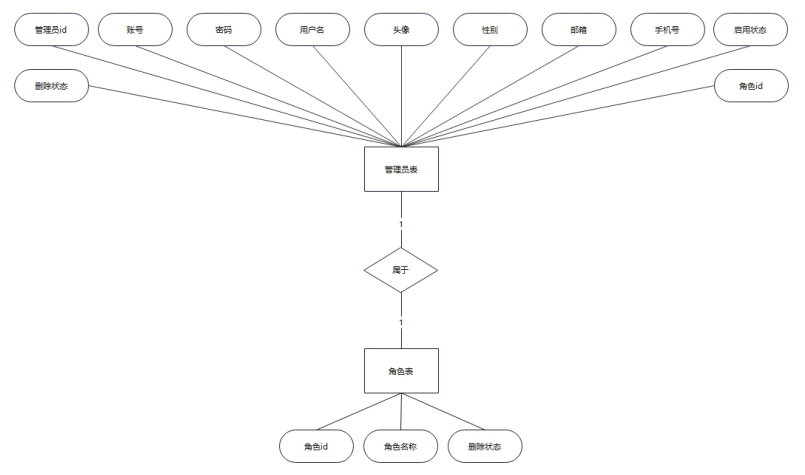 管理员id
账号
密码
用户名
头像
性别
邮箱
手机号
启用状态
删除状态
角色id
管理员表
1
属于
1
角色表
角色id
角色名称
删除状态